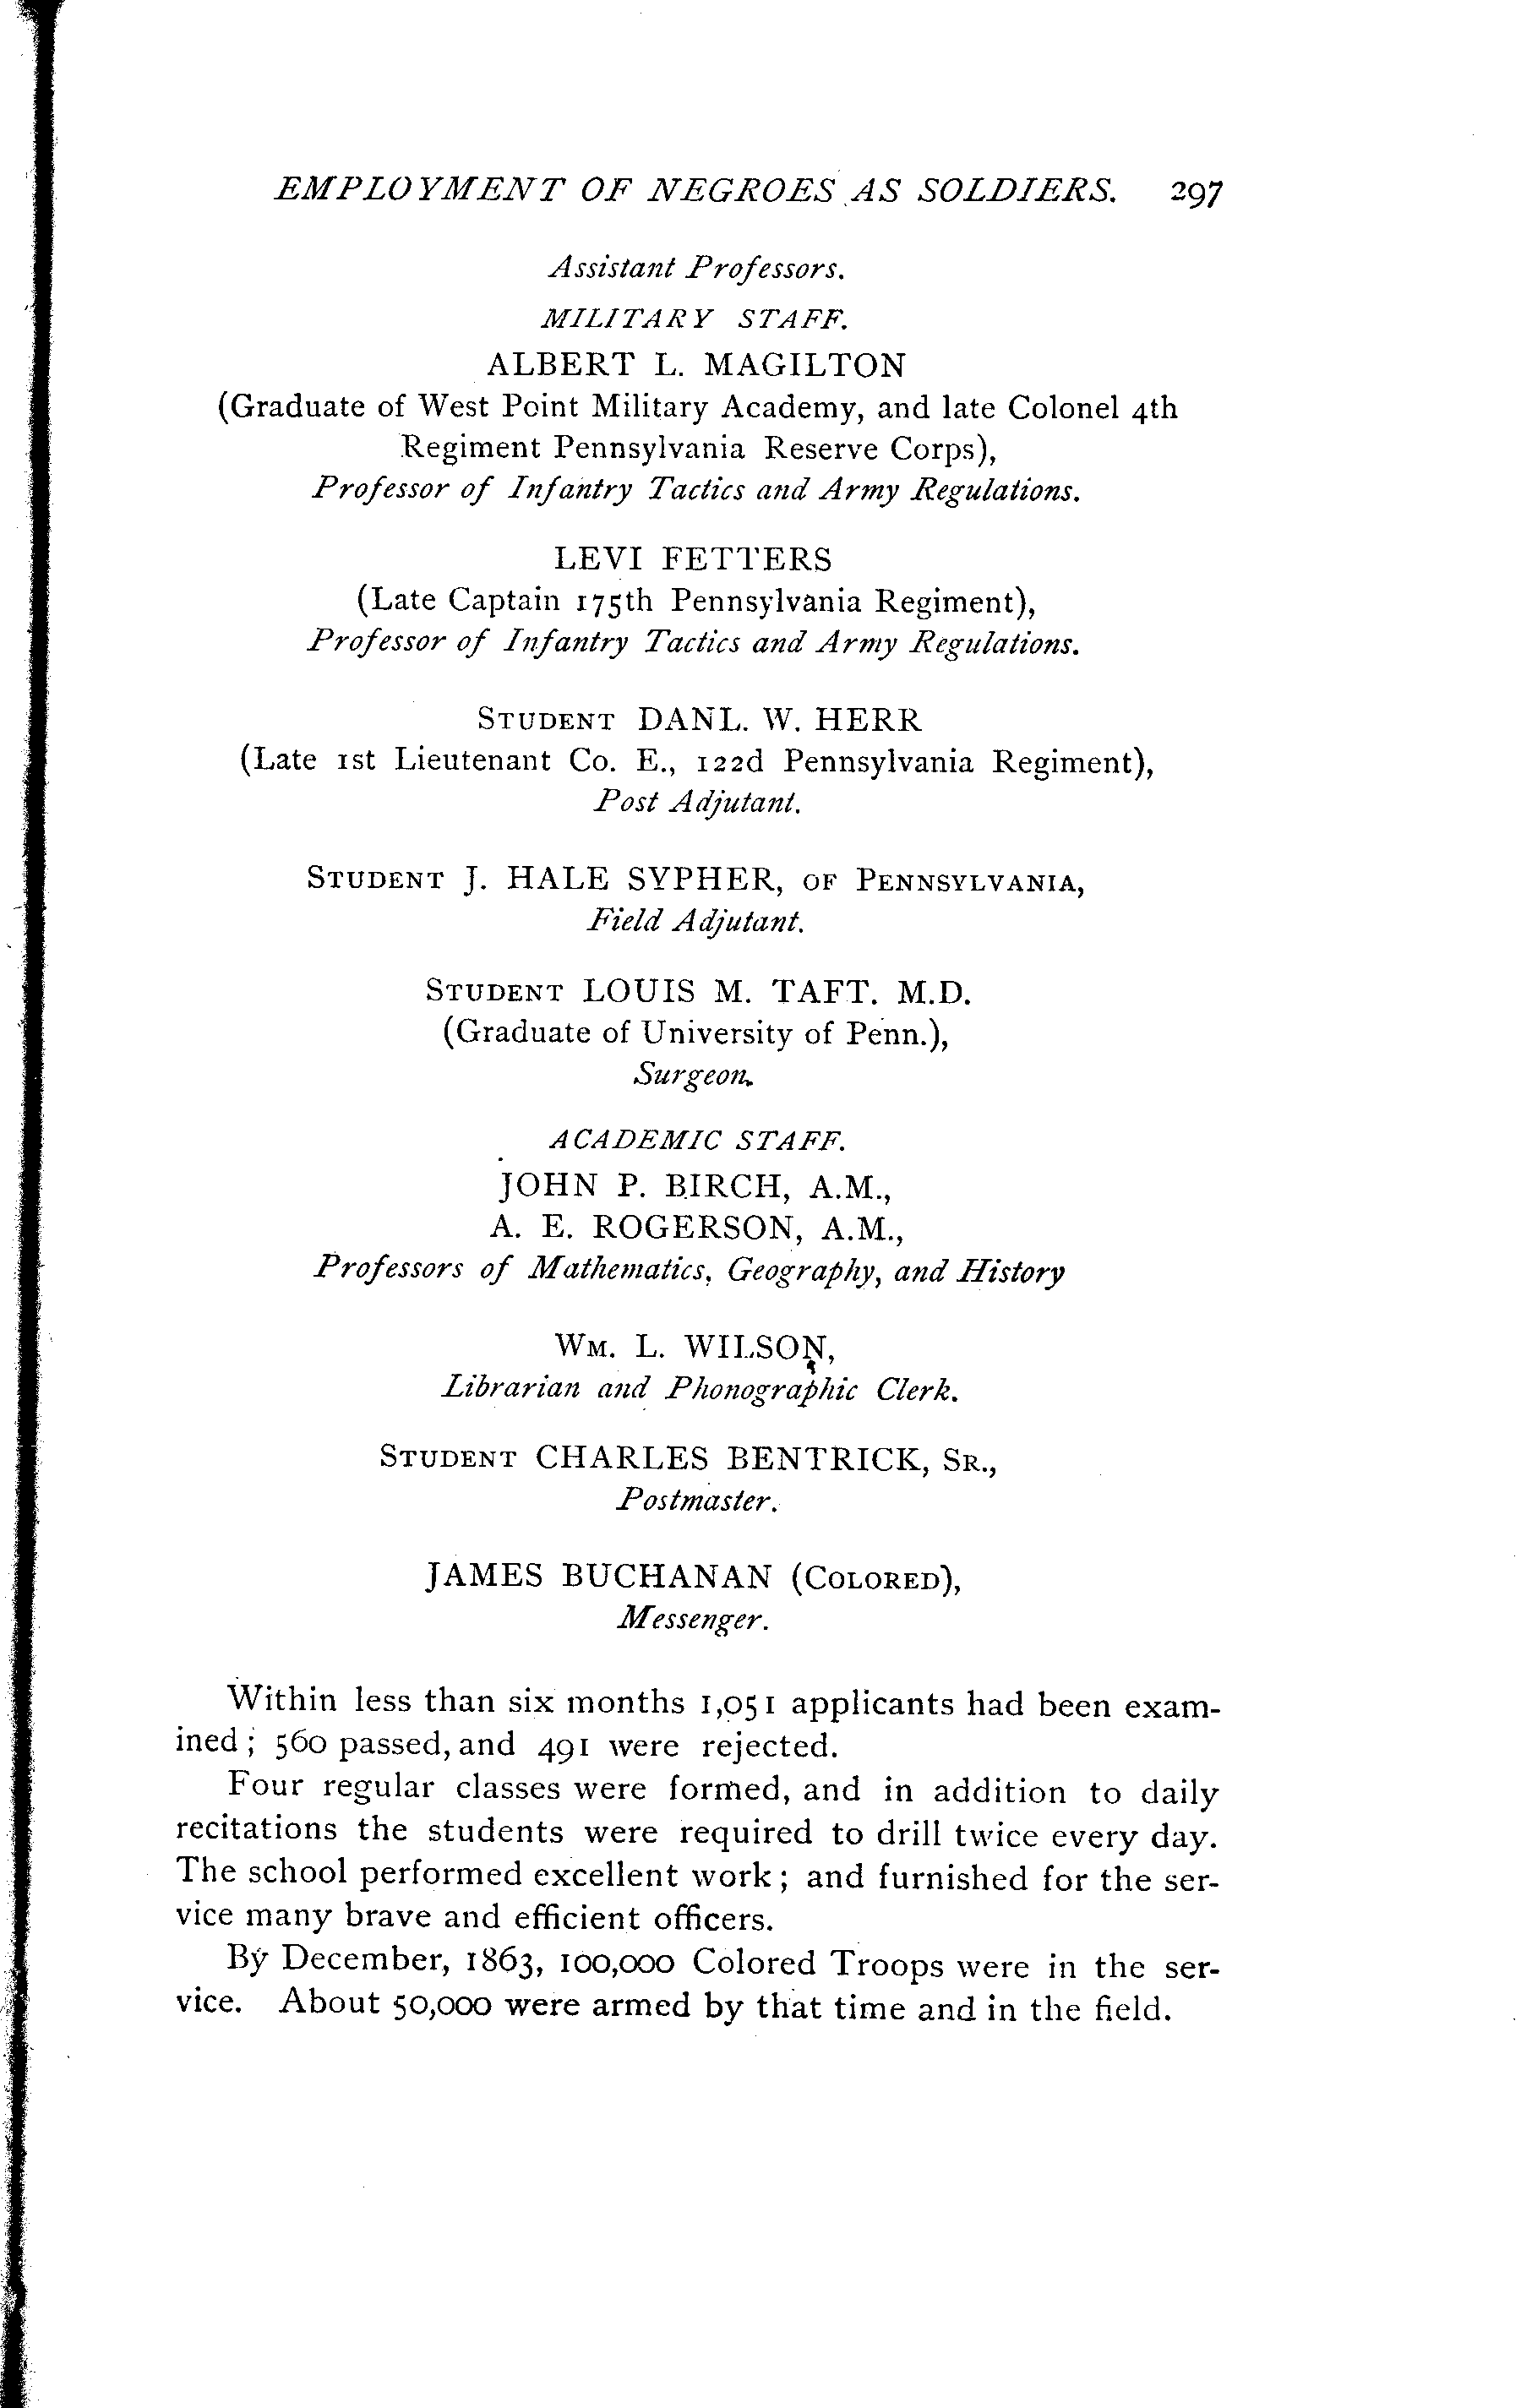 EMPLOYMENT OF NEGROES AS SOLDIERS. 297
Assistant Professors.
MILITARY STAFF.
ALBERT L. MAGILTON
(Graduate of West Point Military Academy, and late Colonel 4th
Regiment Pennsylvania Reserve Corps),
Professor of Infantry Tactics and Army Regulations.
LEVI FETTERS
(Late Captain 175th Pennsylvania Regiment),
Professor of Infantry Tactics and Army Regulations.
STUDENT DANL. W. HERR
(Late 1st Lieutenant Co. E., 122d Pennsylvania Regiment),
Post Adjutant.
STUDENT J. HALE SYPHER, OF PENNSYLVANIA,
Field Adjutant.
STUDENT LOUIS M. TAFT. M.D.
(Graduate of University of Penn.),
Surgeon.
ACADEMIC STAFF.
JOHN P. BIRCH, A.M.,
A. E. ROGERSON, A.M.,
Professors of Mathematics, Geography, and History
WM. L. WILSON,
Librarian and Phonographic Clerk.
STUDENT CHARLES BENTRICK, SR.,
Postmaster.
JAMES BUCHANAN (COLORED),
Messenger.
Within less than six months 1,051 applicants had been exam-
ined; 560 passed, and 491 were rejected.
Four regular classes were formed, and in addition to daily
recitations the students were required to drill twice every day.
The school performed excellent work; and furnished for the ser-
vice many brave and efficient officers.
By December, 1863, 100,000 Colored Troops were in the ser-
vice. About 50,000 were armed by that time and in the field.